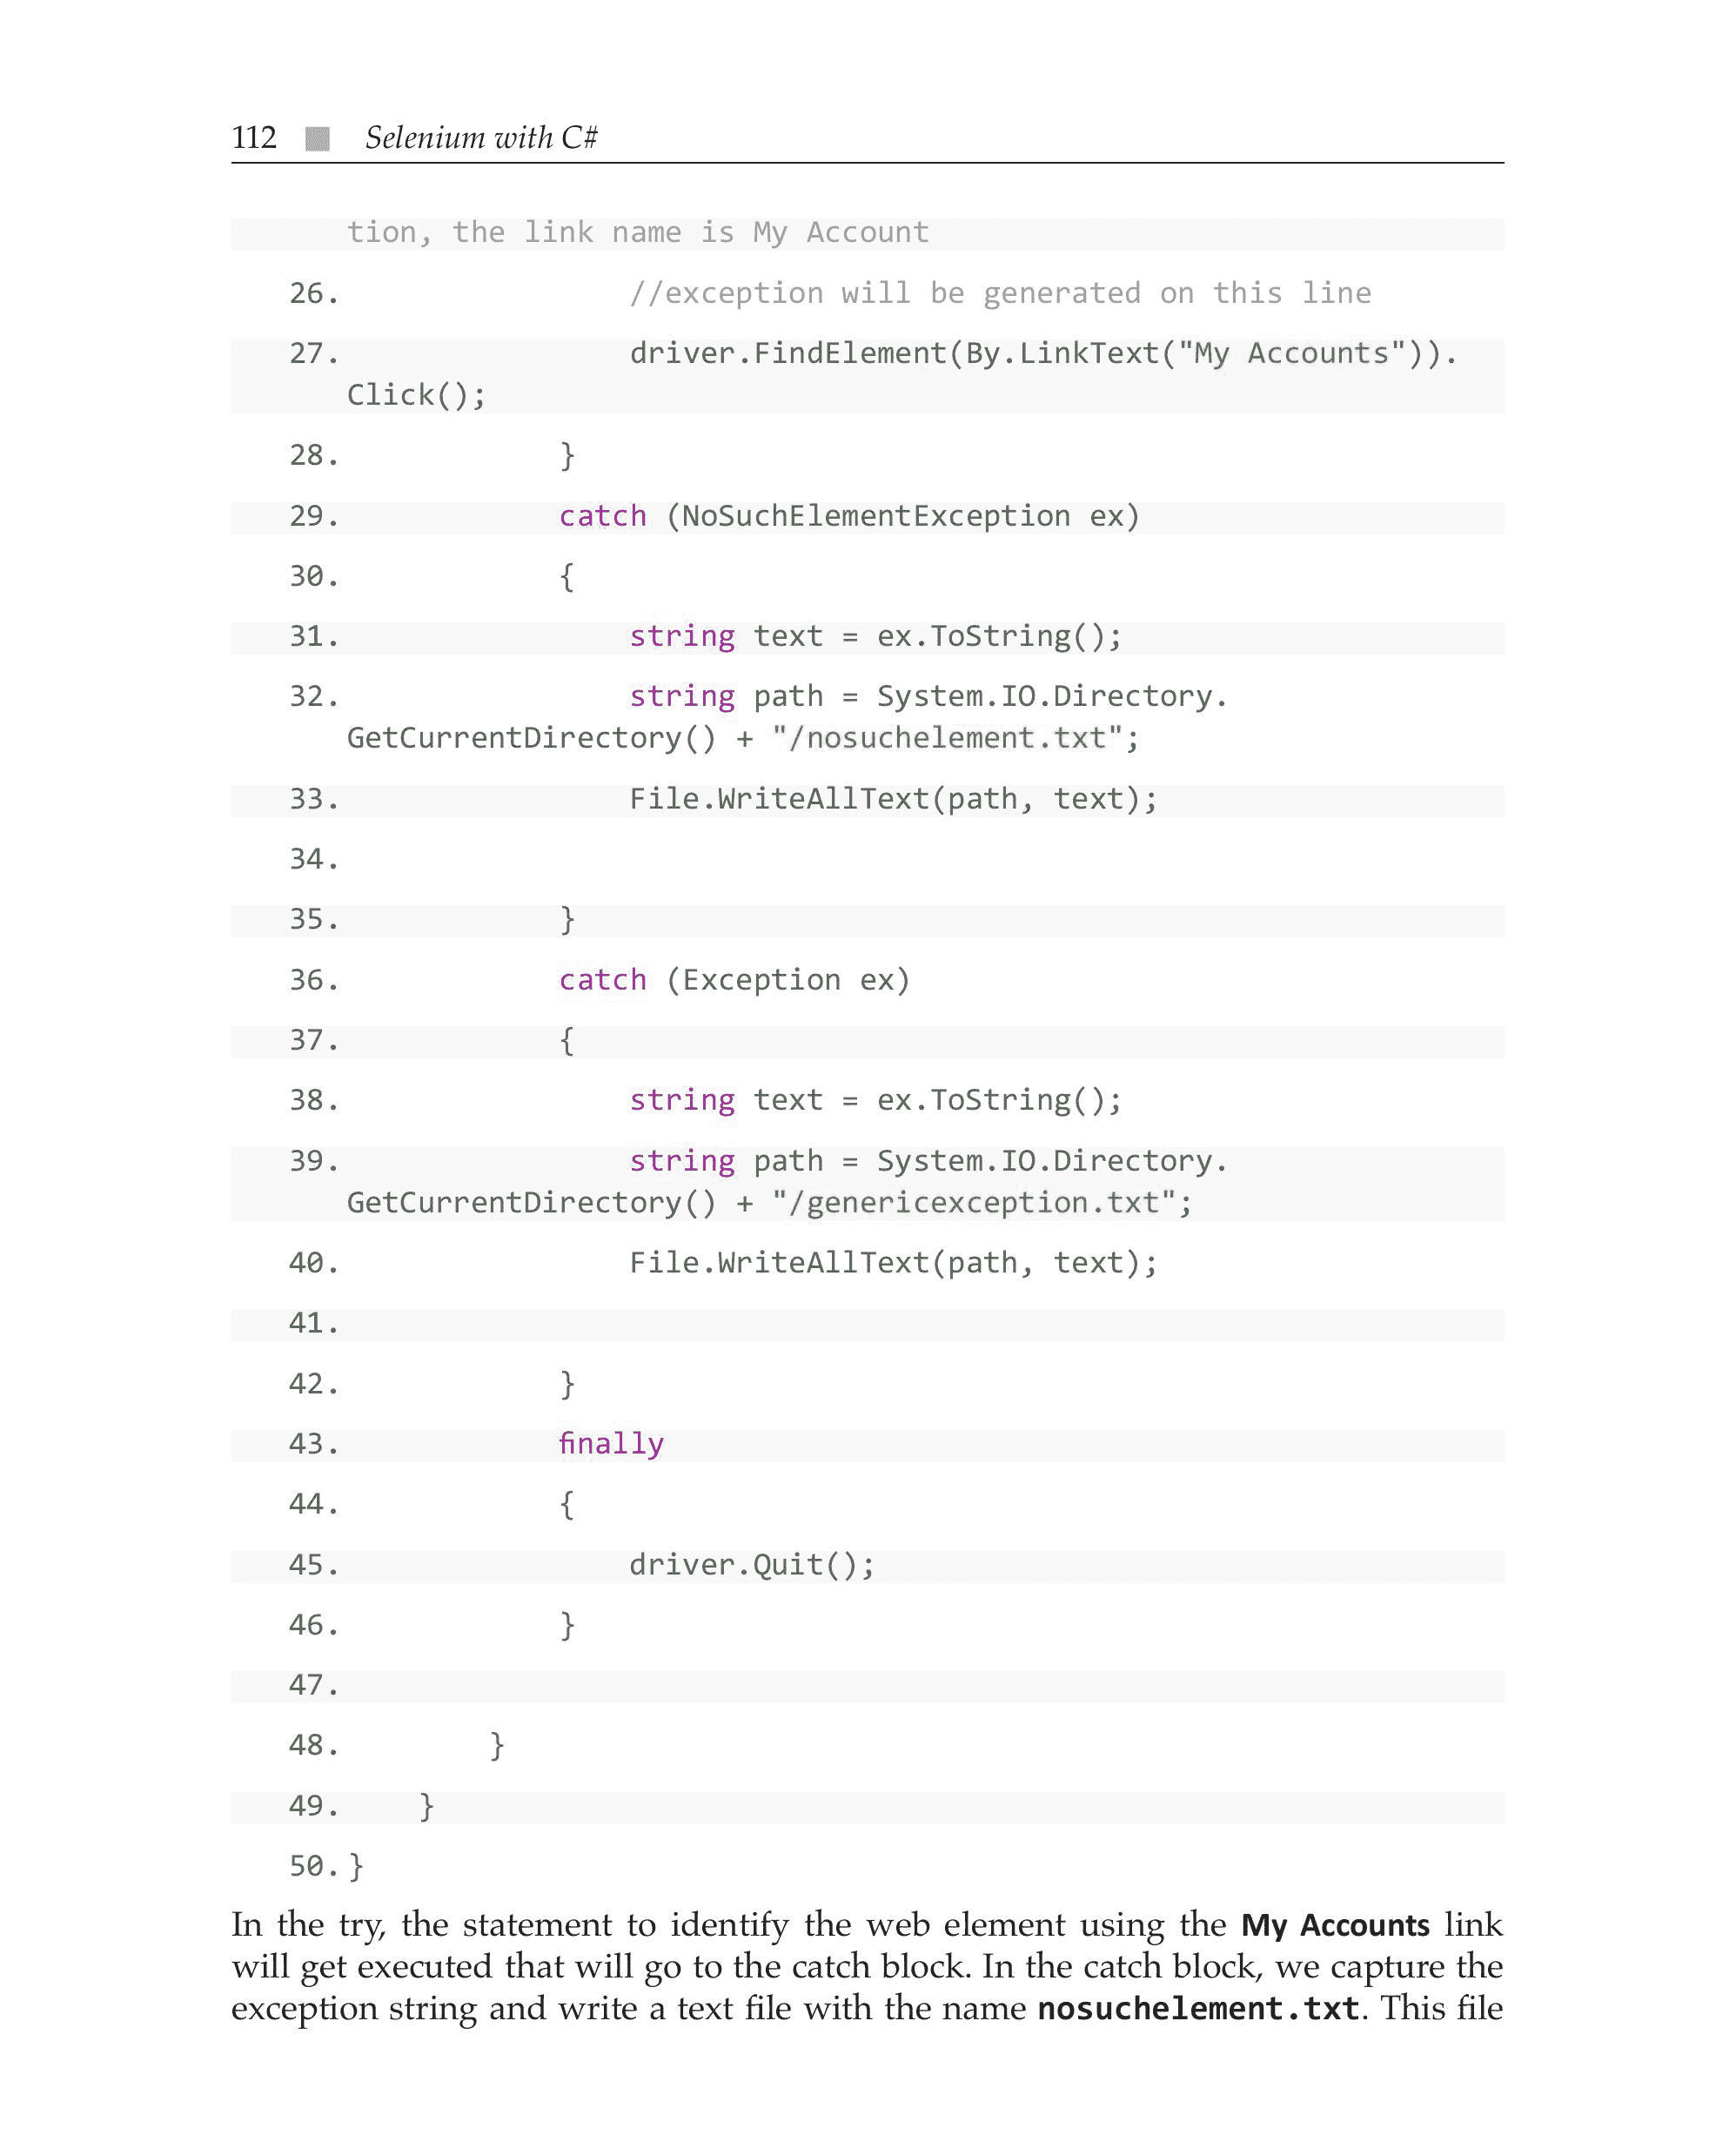 112 Selenium with C#
tion, the link name is My Account
26. //exception will be generated on this line
27. driver.FindElement(By.LinkText("My Accounts")).
Click();
28. }
29. catch (NoSuchElementException ex)
30. {
31. string text = ex.ToString();
32. string path = System.IO.Directory.
GetCurrentDirectory() + "/nosuchelement.txt";
33. File.WriteAllText(path, text);
34.
35. }
36. catch (Exception ex)
37. {
38. string text = ex.ToString();
39. string path = System.IO.Directory.
GetCurrentDirectory() + "/genericexception.txt";
40. File.WriteAllText(path, text);
41.
42. }
43. finally
44. {
45. driver.Quit();
46. }
47.
48. }
49. }
50. }
In the try, the statement to identify the web element using the My Accounts link
will get executed that will go to the catch block. In the catch block, we capture the
exception string and write a text file with the name nosuchelement.txt. This file